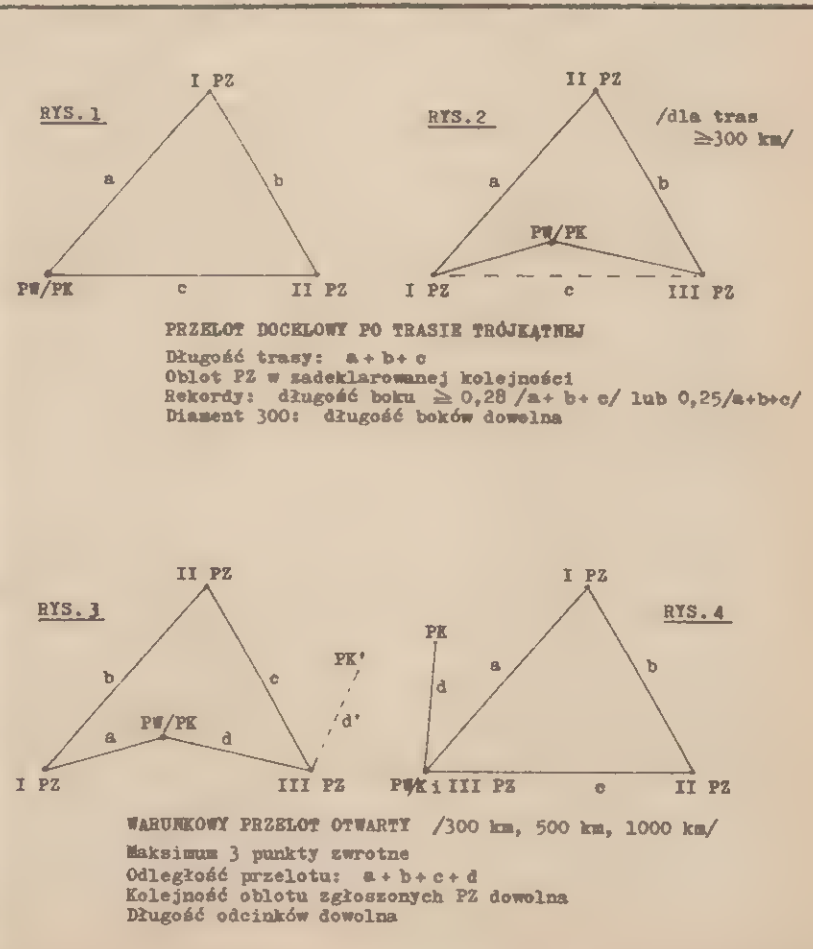 I PZ
RYS.1
a
b
PW/PK
c
II PZ
II PZ
RYS.2
/dla tras
≥300 km/
a
b
PW/PK
I PZ
c
III PZ
PRZELOT DOCELOWY PO TRASIE TRÓJKĄTNEJ
Długość trasy: a + b + c
Oblot PZ w zadeklarowanej kolejności
Rekordy: długość boku ≥ 0,28 /a+ b+ c/ lub 0,25/a+b+c/
Diament 300: długość boków dowolna
II PZ
RYS.3
b
c
PK'
PW/PK
a
d
d'
I PZ
III PZ
I PZ
RYS.4
PK
a
b
d
PW/Ki III PZ
c
II PZ
WARUNKOWY PRZELOT OTWARTY /300 km, 500 km, 1000 km/
Maksimum 3 punkty zwrotne
Odległość przelotu: a + b + c + d
Kolejność oblotu zgłoszonych PZ dowolna
Długość odcinków dowolna